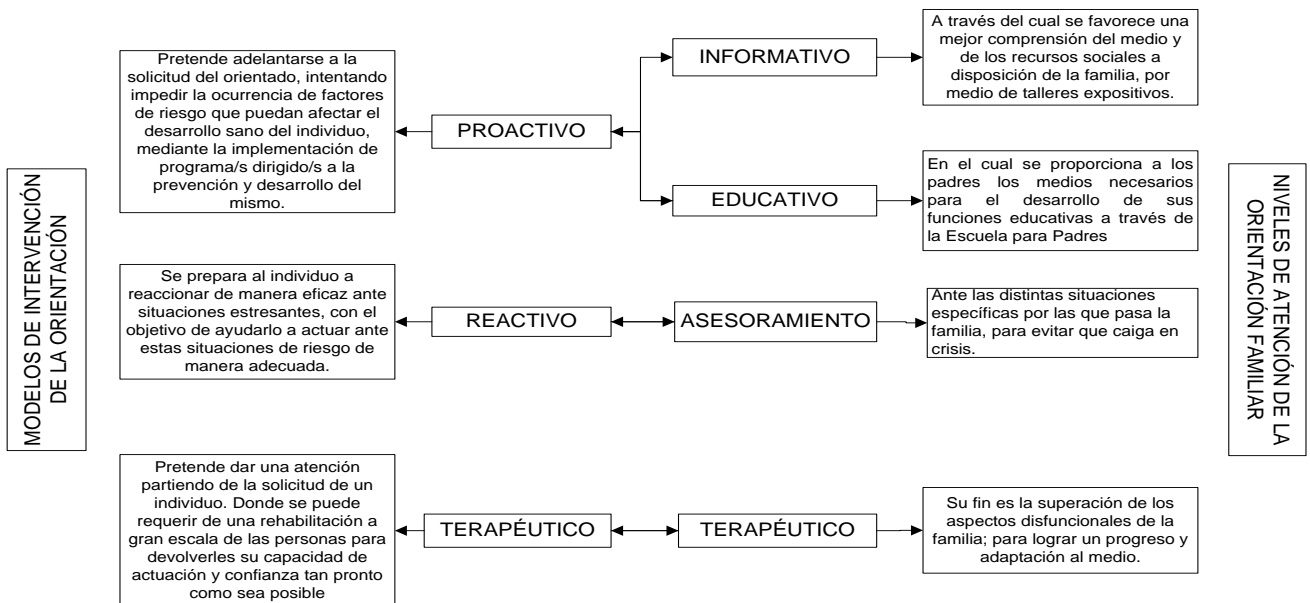 MODELOS DE INTERVENCIÓN
DE LA ORIENTACIÓN
Pretende adelantarse a la
solicitud del orientado, intentando
impedir la ocurrencia de factores
de riesgo que puedan afectar el
desarrollo sano del individuo,
mediante la implementación de
programa/s dirigido/s a la
prevención y desarrollo del
mismo.
PROACTIVO
INFORMATIVO
A través del cual se favorece una
mejor comprensión del medio y
de los recursos sociales a
disposición de la familia, por
medio de talleres expositivos.
EDUCATIVO
En el cual se proporciona a los
padres los medios necesarios
para el desarrollo de sus
funciones educativas a través de
la Escuela para Padres
Se prepara al individuo a
reaccionar de manera eficaz ante
situaciones estresantes, con el
objetivo de ayudarlo a actuar ante
estas situaciones de riesgo de
manera adecuada.
REACTIVO
ASESORAMIENTO
Ante las distintas situaciones
específicas por las que pasa la
familia, para evitar que caiga en
crisis.
Pretende dar una atención
partiendo de la solicitud de un
individuo. Donde se puede
requerir de una rehabilitación a
gran escala de las personas para
devolverles su capacidad de
actuación y confianza tan pronto
como sea posible
TERAPÉUTICO
TERAPÉUTICO
Su fin es la superación de los
aspectos disfuncionales de la
familia; para lograr un progreso y
adaptación al medio.
NIVELES DE ATENCIÓN DE LA
ORIENTACIÓN FAMILIAR